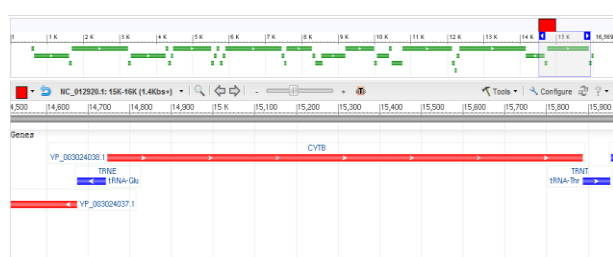 1 |1 K |2 K |3 K |4 K |5 K |6 K |7 K |8 K |9 K |10 K |11 K |12 K |13 K |14 K |15 K 16,569
NC_012920.1: 15K-16K (1.4Kbs+) Tools Configure ?
4,500 |14,600 |14,700 |14,800 |14,900 |15 K |15,100 |15,200 |15,300 |15,400 |15,500 |15,600 |15,700 |15,800 |15,900
Genes
CYTB
YP_003024038.1
TRNE TRNT
tRNA-Glu tRNA-Thr
YP_003024037.1